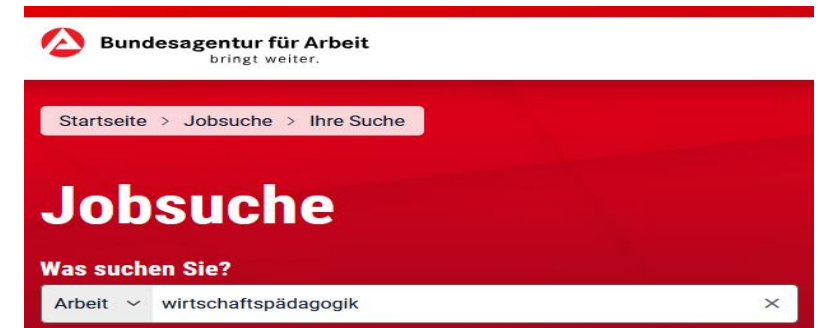 Bundesagentur für Arbeit
bringt weiter.
Startseite > Jobsuche > Ihre Suche
Jobsuche
Was suchen Sie?
Arbeit wirtschaftspädagogik